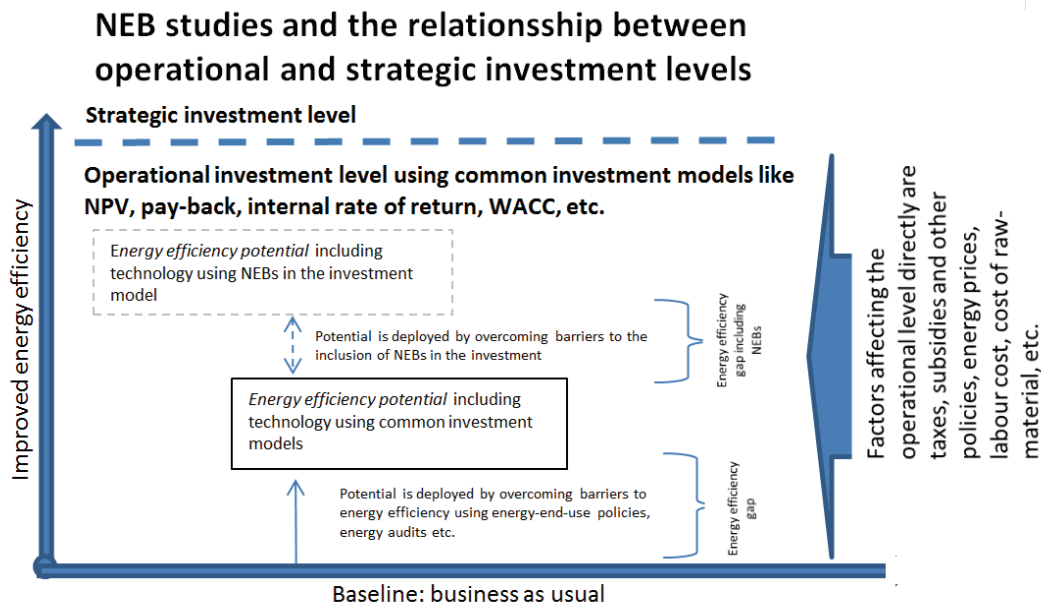 NEB studies and the relationsship between
operational and strategic investment levels
Strategic investment level
Operational investment level using common investment models like
NPV, pay-back, internal rate of return, WACC, etc.
Energy efficiency potential including
technology using NEBs in the investment
model
Potential is deployed by overcoming barriers to the
inclusion of NEBs in the investment
Energy efficiency
gap including
NEBs
Energy efficiency potential including
technology using common investment
models
Potential is deployed by overcoming barriers to
energy efficiency using energy-end-use policies,
energy audits etc.
Energy efficiency
gap
Improved energy efficiency
Baseline: business as usual
Factors affecting the
operational level directly are
taxes, subsidies and other
policies, energy prices,
labour cost, cost of raw-
material, etc.